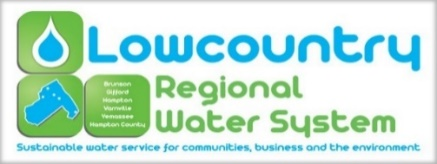 Lowcountry
Regional
Water System
Brunson
Gifford
Hampton
Varnville
Yemassee
Hampton County
Sustainable water service for communities, business and the environment